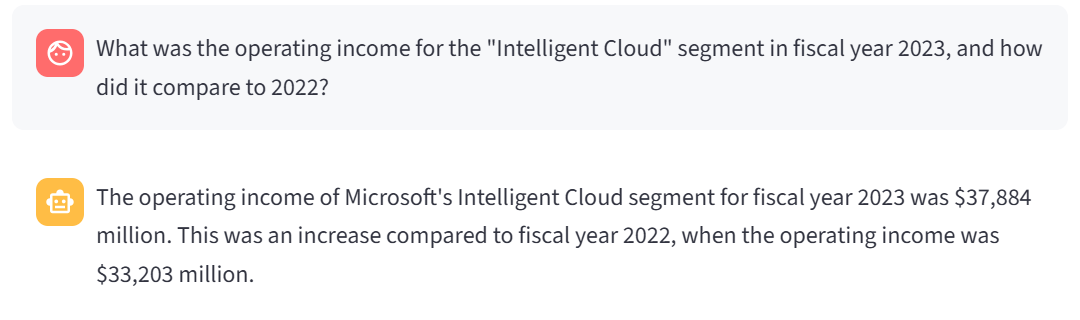 What was the operating income for the "Intelligent Cloud" segment in fiscal year 2023, and how
did it compare to 2022?
The operating income of Microsoft's Intelligent Cloud segment for fiscal year 2023 was $37,884
million. This was an increase compared to fiscal year 2022, when the operating income was
$33,203 million.